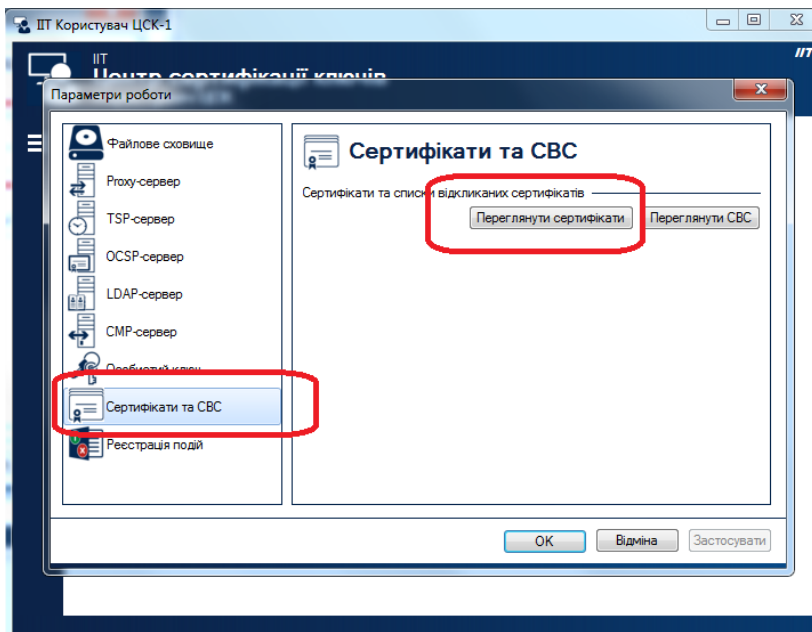 ІІТ Користувач ЦСК-1
ІІТ
ІІТ
Центр сертифікації ключів
Параметри роботи
Файлове сховище
Proxy-сервер
TSP-сервер
OCSP-сервер
LDAP-сервер
CMP-сервер
Особистий ключ
Сертифікати та СВС
Реєстрація подій
Сертифікати та СВС
Сертифікати та списки відкликаних сертифікатів
Переглянути сертифікати Переглянути СВС
OK Відміна Застосувати